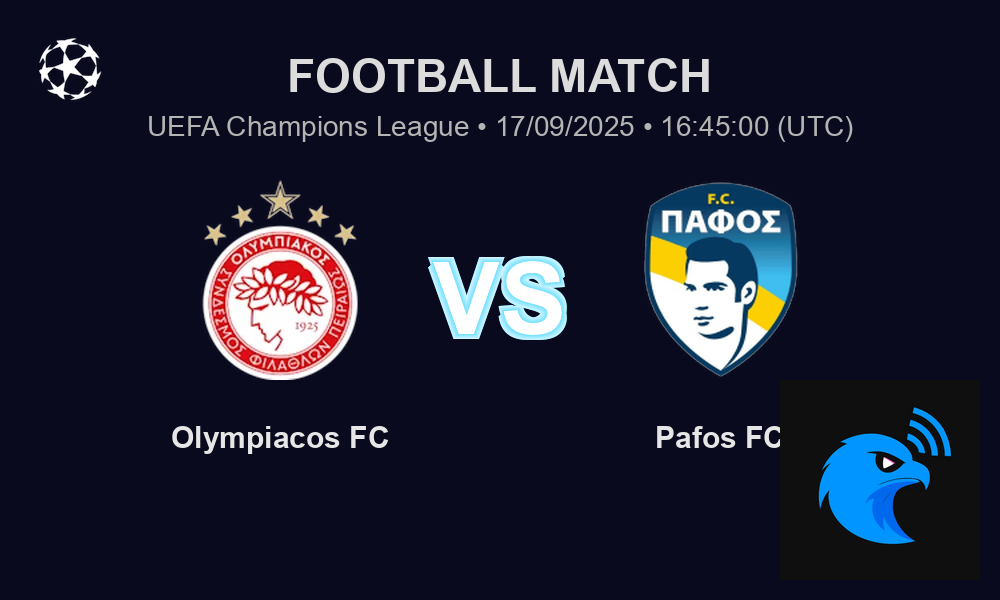 FOOTBALL MATCH
UEFA Champions League • 17/09/2025 • 16:45:00 (UTC)
ΟΛΥΜΠΙΑΚΟΣ
ΣΥΝΔΕΣΜΟΣ ΦΙΛΑΘΛΩΝ ΠΕΙΡΑΙΩΣ
1925
VS
F.C.
ΠΑΦΟΣ
Olympiacos FC
Pafos FC